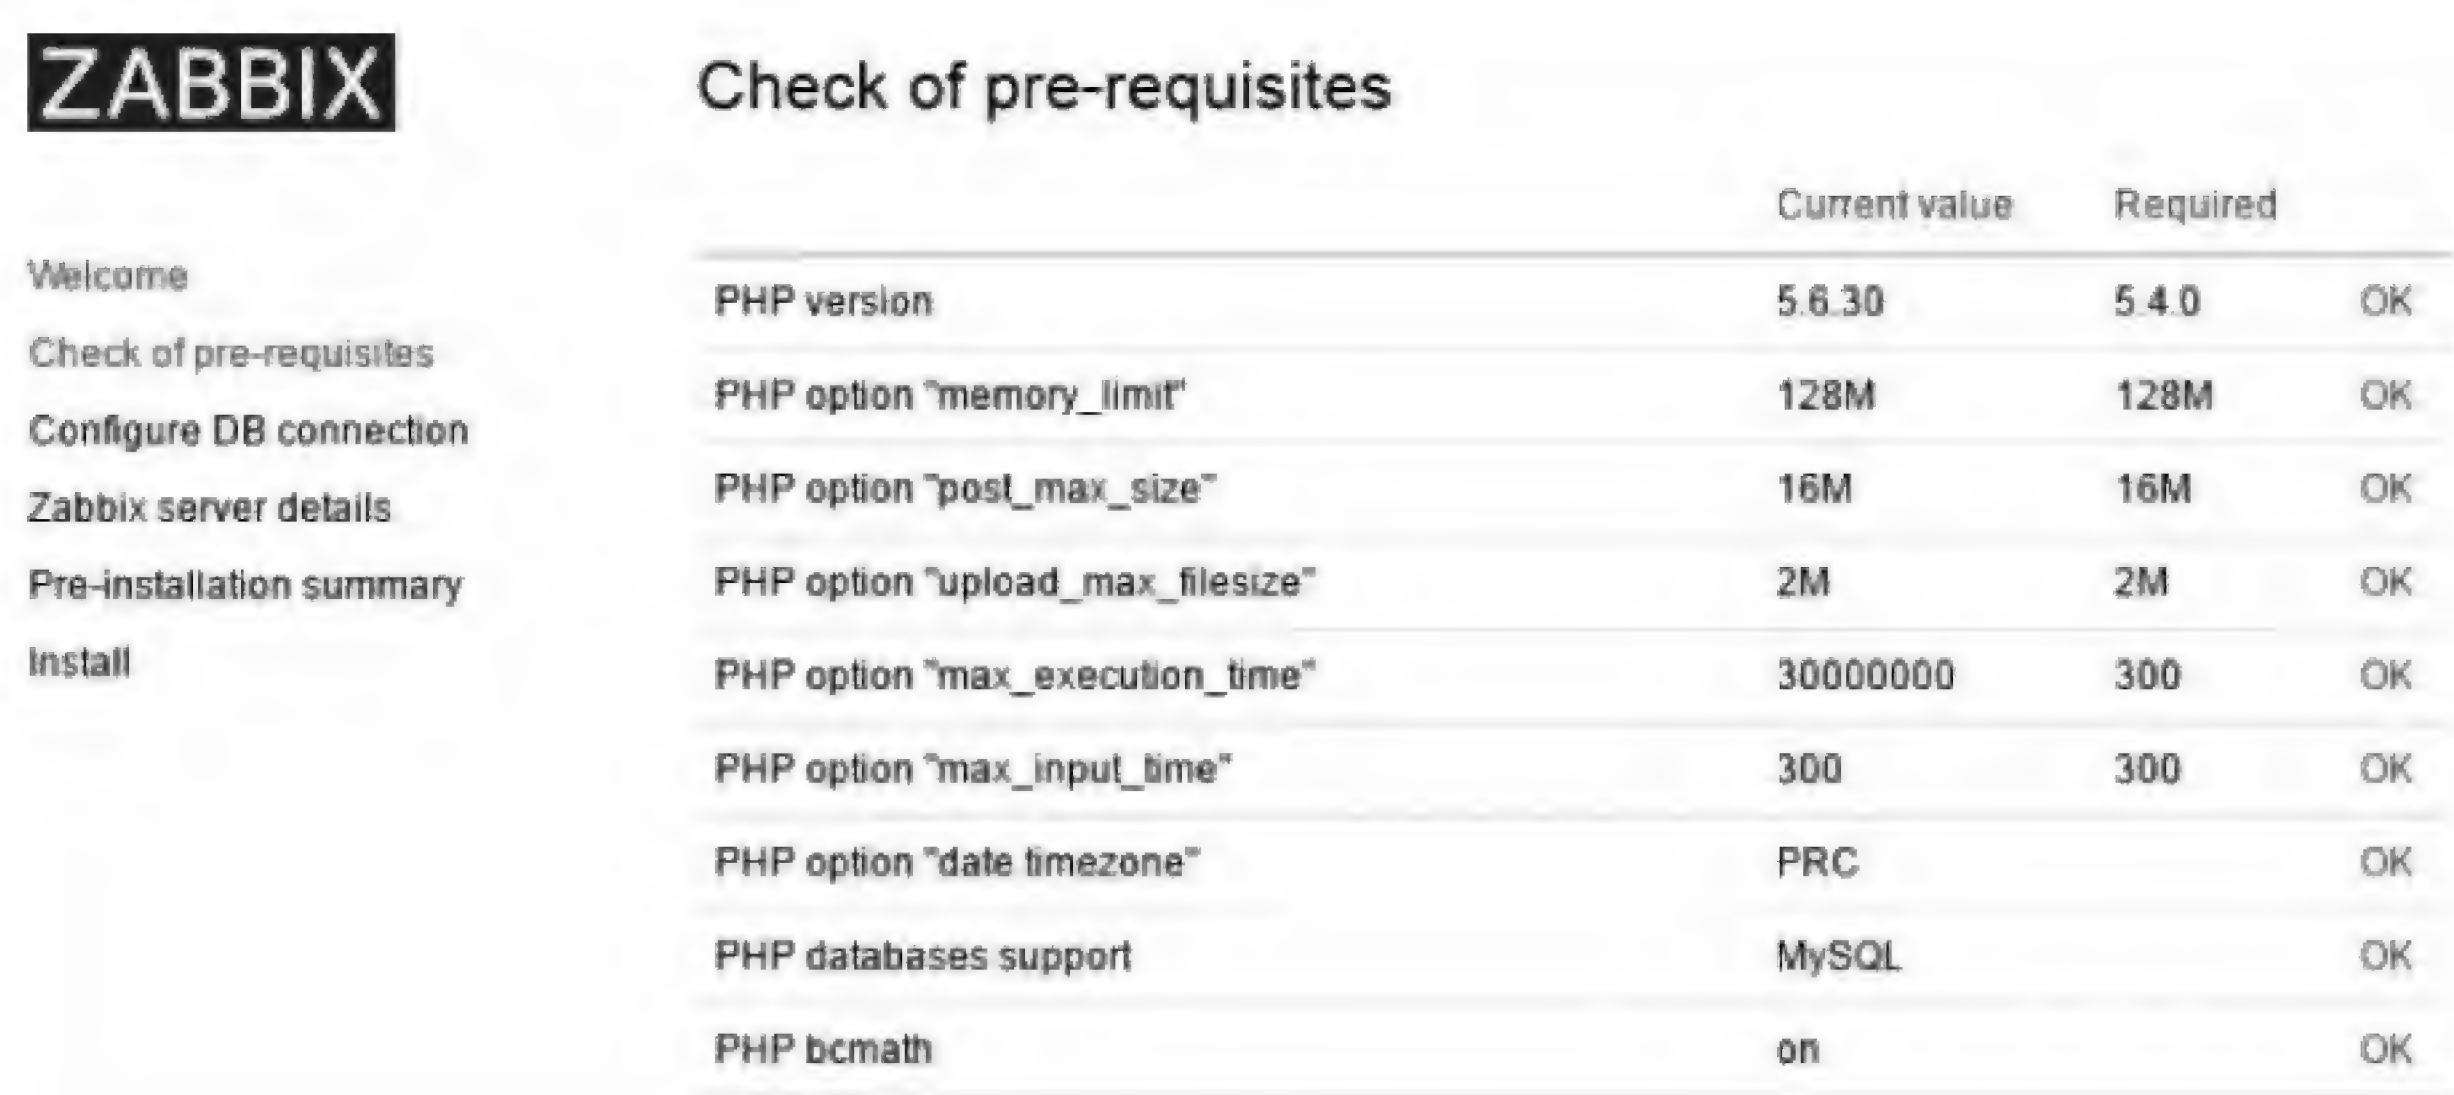 ZABBIX
Check of pre-requisites
Welcome
Check of pre-requisites
Configure DB connection
Zabbix server details
Pre-installation summary
Install
Current value Required
PHP version 5.6.30 5.4.0 OK
PHP option "memory_limit" 128M 128M OK
PHP option "post_max_size" 16M 16M OK
PHP option "upload_max_filesize" 2M 2M OK
PHP option "max_execution_time" 30000000 300 OK
PHP option "max_input_time" 300 300 OK
PHP option "date timezone" PRC OK
PHP databases support MySQL OK
PHP bcmath on OK